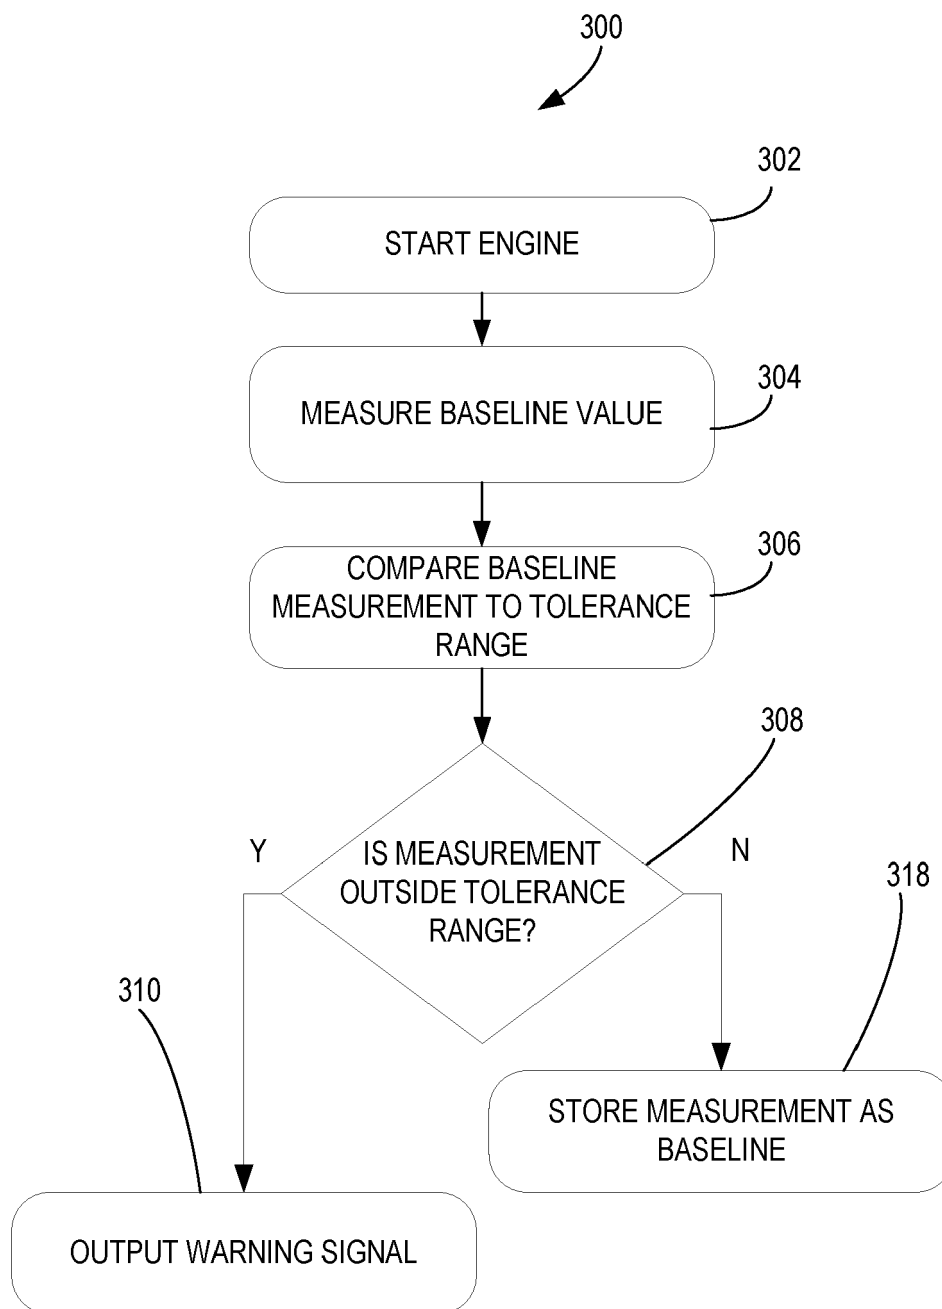 300
302
START ENGINE
304
MEASURE BASELINE VALUE
306
COMPARE BASELINE
MEASUREMENT TO TOLERANCE
RANGE
308
Y
IS MEASUREMENT
OUTSIDE TOLERANCE
RANGE?
N
318
310
STORE MEASUREMENT AS
BASELINE
OUTPUT WARNING SIGNAL